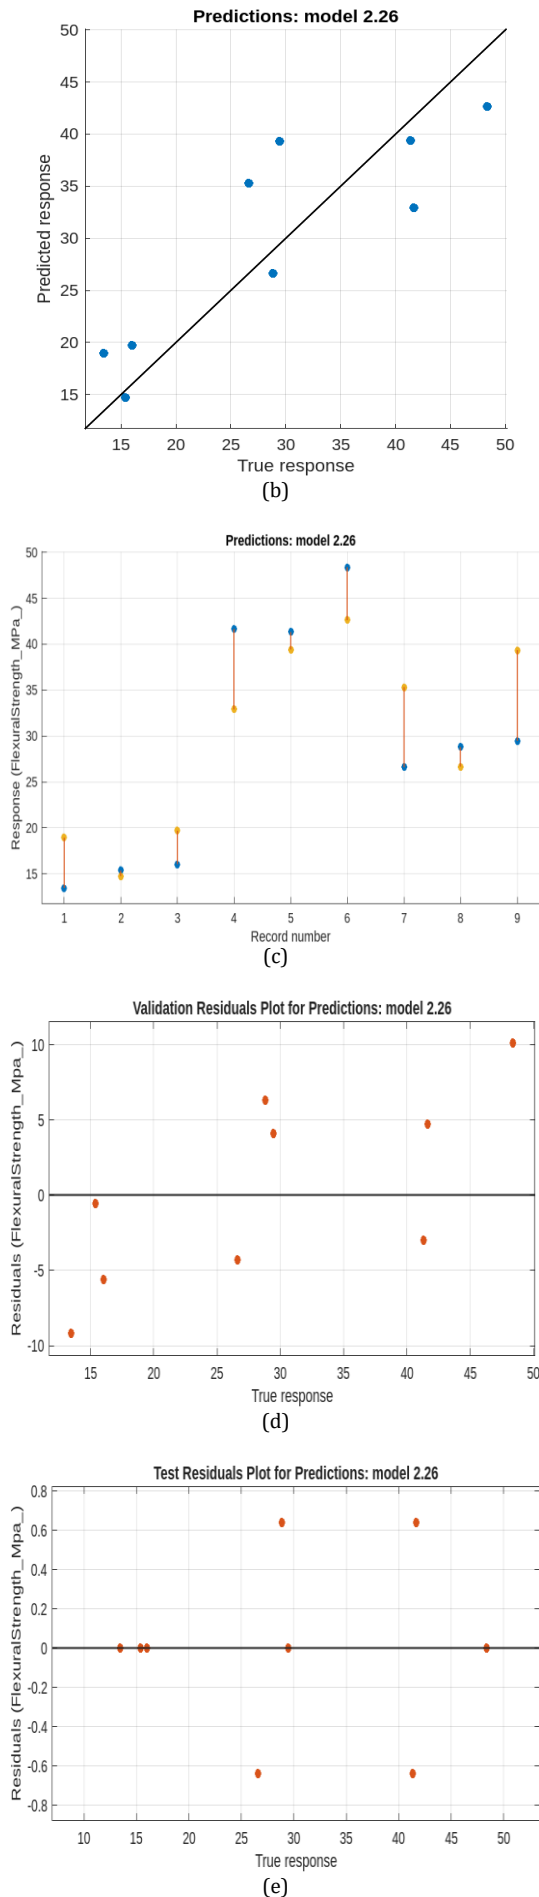 Predictions: model 2.26
50
45
40
35
30
25
20
15
Predicted response
15 20 25 30 35 40 45 50
True response
(b)
Predictions: model 2.26
50
45
40
35
30
25
20
15
Response (FlexuralStrength_MPa_)
1 2 3 4 5 6 7 8 9
Record number
(c)
Validation Residuals Plot for Predictions: model 2.26
10
5
0
-5
-10
Residuals (FlexuralStrength_Mpa_)
15 20 25 30 35 40 45 50
True response
(d)
Test Residuals Plot for Predictions: model 2.26
0.8
0.6
0.4
0.2
0
-0.2
-0.4
-0.6
-0.8
Residuals (FlexuralStrength_Mpa_)
10 15 20 25 30 35 40 45 50
True response
(e)